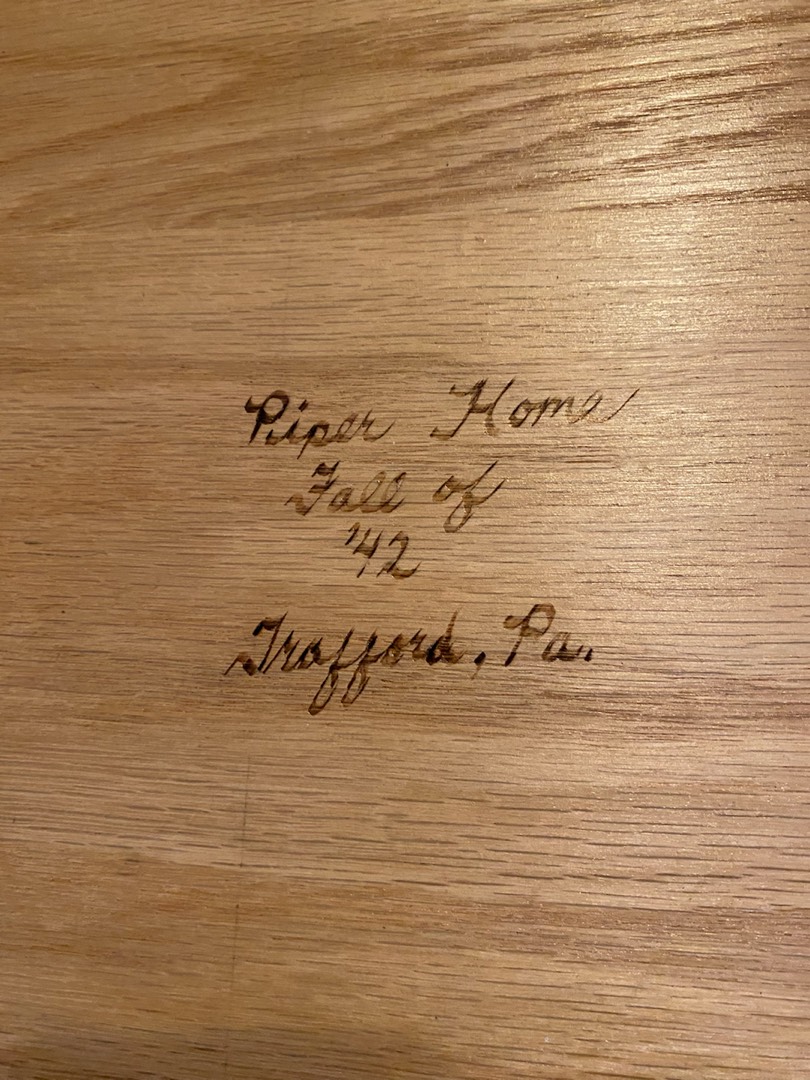 Piper Home
Fall of
'42
Trafford, Pa.